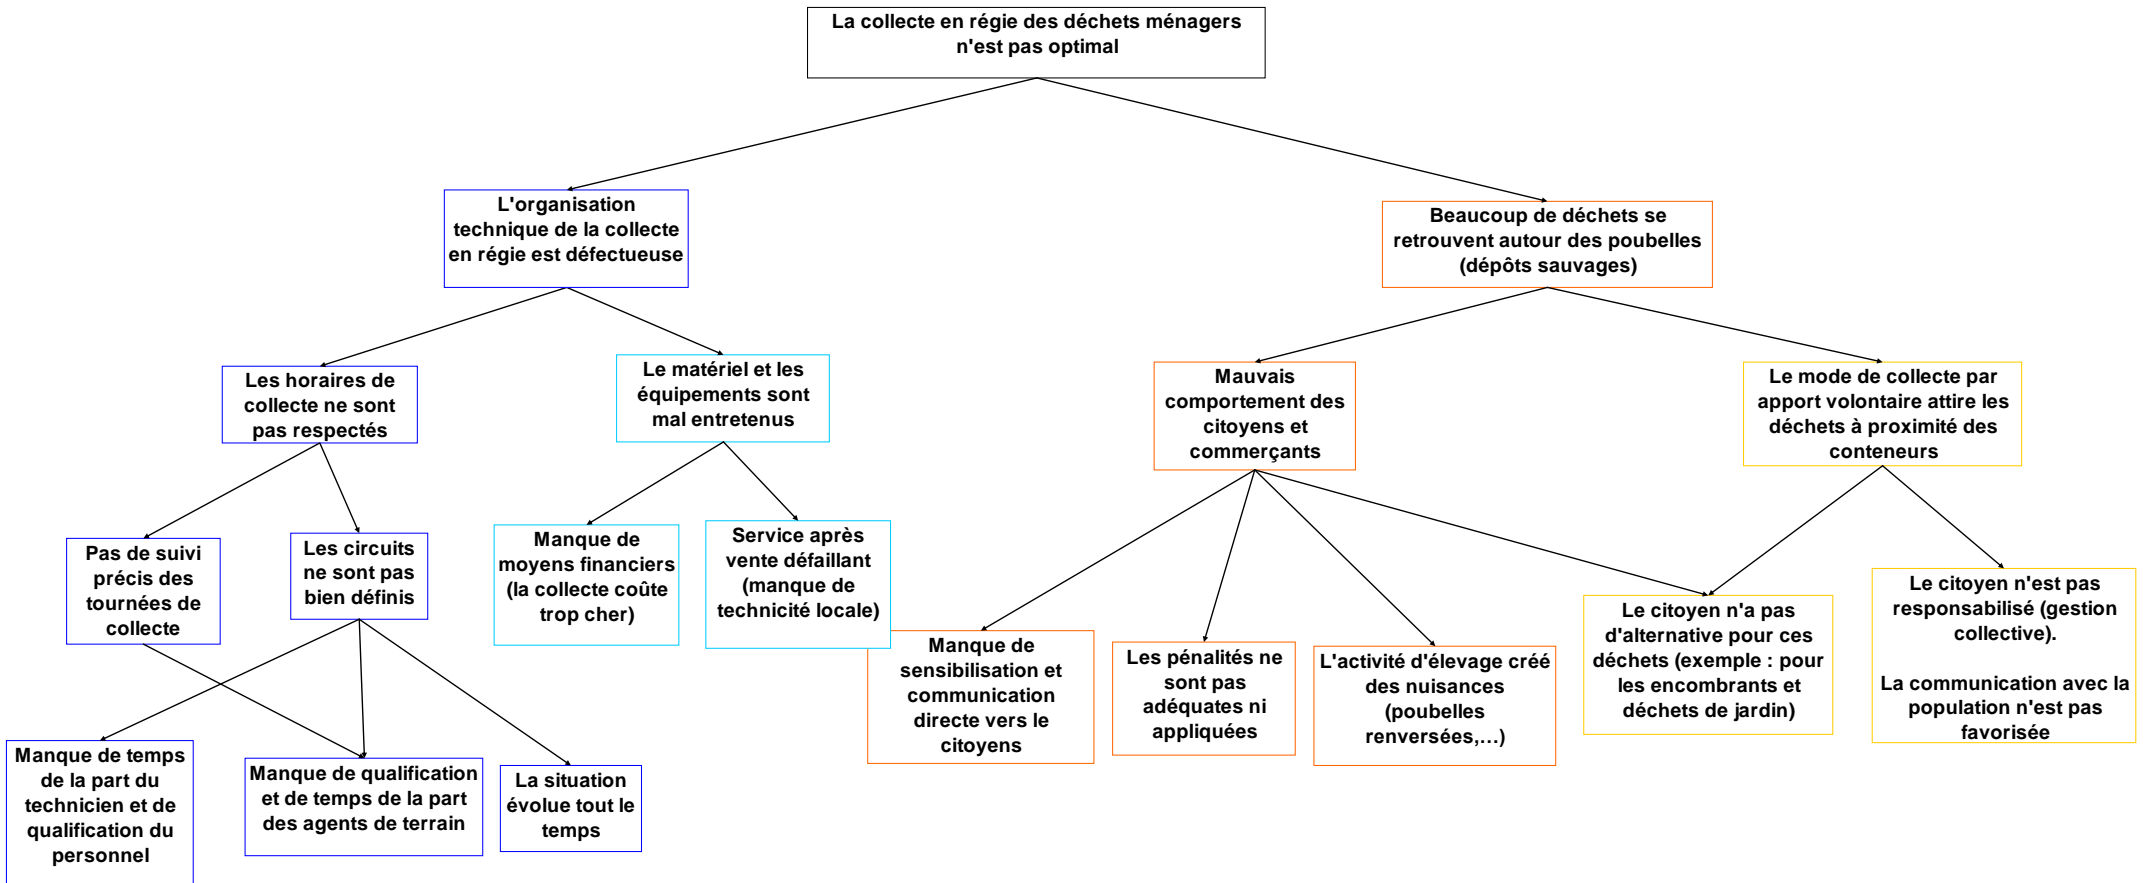 La collecte en régie des déchets ménagers
n'est pas optimal
L'organisation
technique de la collecte
en régie est défectueuse
Beaucoup de déchets se
retrouvent autour des poubelles
(dépôts sauvages)
Les horaires de
collecte ne sont
pas respectés
Le matériel et les
équipements sont
mal entretenus
Mauvais
comportement des
citoyens et
commerçants
Le mode de collecte par
apport volontaire attire les
déchets à proximité des
conteneurs
Pas de suivi
précis des
tournées de
collecte
Les circuits
ne sont pas
bien définis
Manque de
moyens financiers
(la collecte coûte
trop cher)
Service après
vente défaillant
(manque de
technicité locale)
Manque de
sensibilisation et
communication
directe vers le
citoyens
Les pénalités ne
sont pas
adéquates ni
appliquées
L'activité d'élevage créé
des nuisances
(poubelles
renversées,…)
Le citoyen n'a pas
d'alternative pour ces
déchets (exemple : pour
les encombrants et
déchets de jardin)
Le citoyen n'est pas
responsabilisé (gestion
collective).
La communication avec la
population n'est pas
favorisée
Manque de temps
de la part du
technicien et de
qualification du
personnel
Manque de qualification
et de temps de la part
des agents de terrain
La situation
évolue tout le
temps